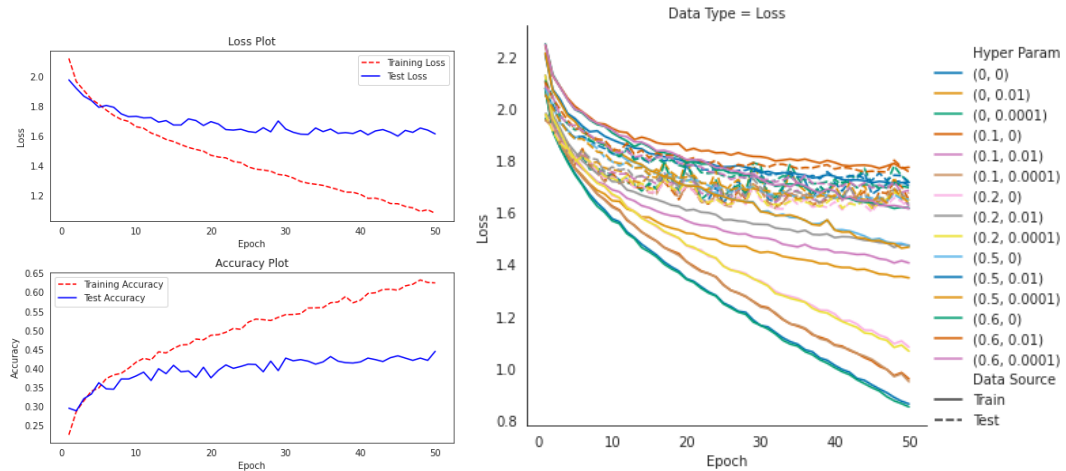 Loss Plot
Training Loss
Test Loss
2.0
1.8
1.6
1.4
1.2
Loss
0 10 20 30 40 50
Epoch
Accuracy Plot
Training Accuracy
Test Accuracy
0.65
0.60
0.55
0.50
0.45
0.40
0.35
0.30
0.25
Accuracy
0 10 20 30 40 50
Epoch
Data Type = Loss
2.2
2.0
1.8
1.6
1.4
1.2
1.0
0.8
Loss
0 10 20 30 40 50
Epoch
Hyper Param
(0, 0)
(0, 0.01)
(0, 0.0001)
(0.1, 0)
(0.1, 0.01)
(0.1, 0.0001)
(0.2, 0)
(0.2, 0.01)
(0.2, 0.0001)
(0.5, 0)
(0.5, 0.01)
(0.5, 0.0001)
(0.6, 0)
(0.6, 0.01)
(0.6, 0.0001)
Data Source
Train
Test